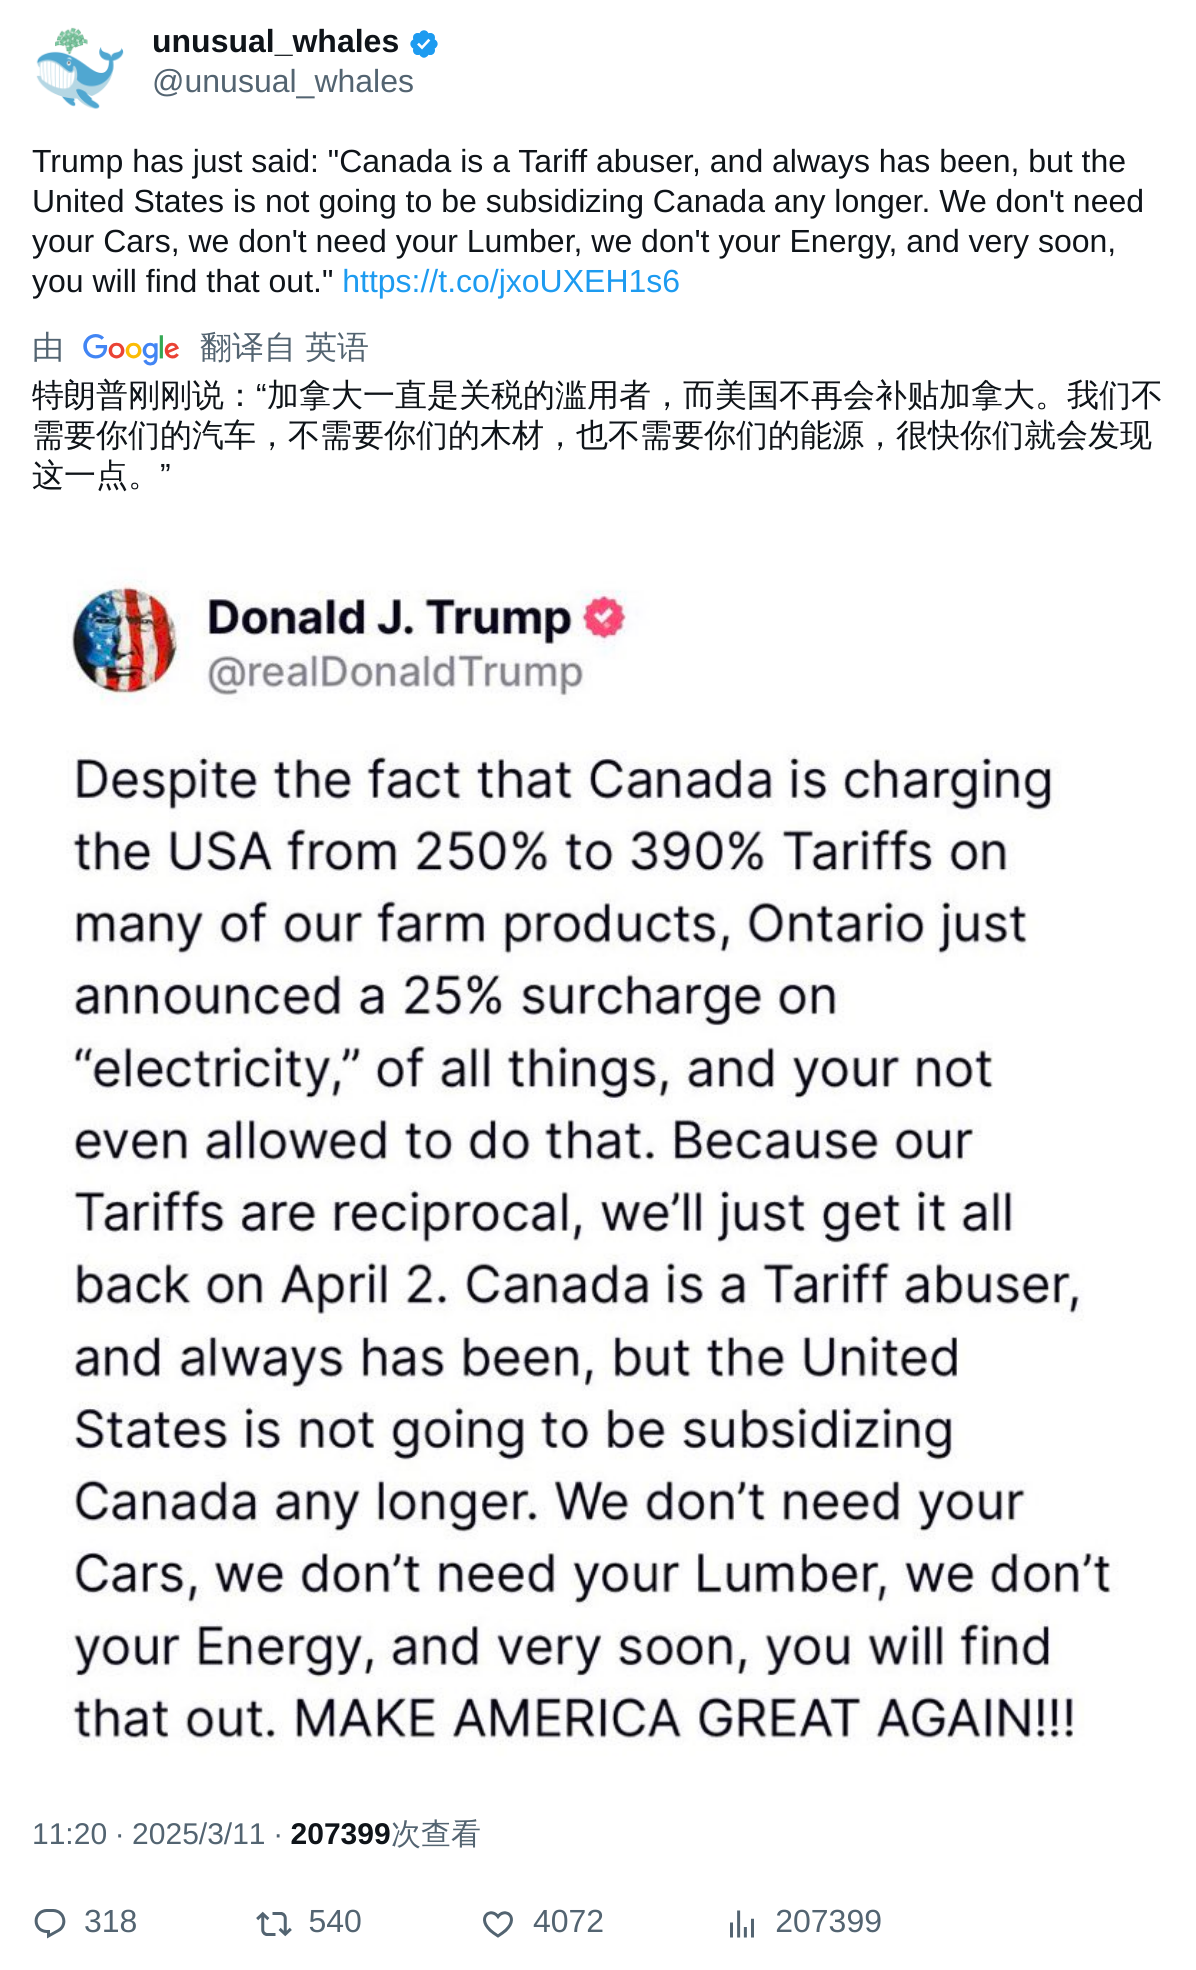 unusual_whales
@unusual_whales
Trump has just said: "Canada is a Tariff abuser, and always has been, but the
United States is not going to be subsidizing Canada any longer. We don't need
your Cars, we don't need your Lumber, we don't your Energy, and very soon,
you will find that out." https://t.co/jxoUXEH1s6
由 Google 翻译自 英语
特朗普刚刚说：“加拿大一直是关税的滥用者，而美国不再会补贴加拿大。我们不
需要你们的汽车，不需要你们的木材，也不需要你们的能源，很快你们就会发现
这一点。”
Donald J. Trump
@realDonaldTrump
Despite the fact that Canada is charging
the USA from 250% to 390% Tariffs on
many of our farm products, Ontario just
announced a 25% surcharge on
“electricity,” of all things, and your not
even allowed to do that. Because our
Tariffs are reciprocal, we’ll just get it all
back on April 2. Canada is a Tariff abuser,
and always has been, but the United
States is not going to be subsidizing
Canada any longer. We don’t need your
Cars, we don’t need your Lumber, we don’t
your Energy, and very soon, you will find
that out. MAKE AMERICA GREAT AGAIN!!!
11:20 · 2025/3/11 · 207399次查看
318 540 4072 207399